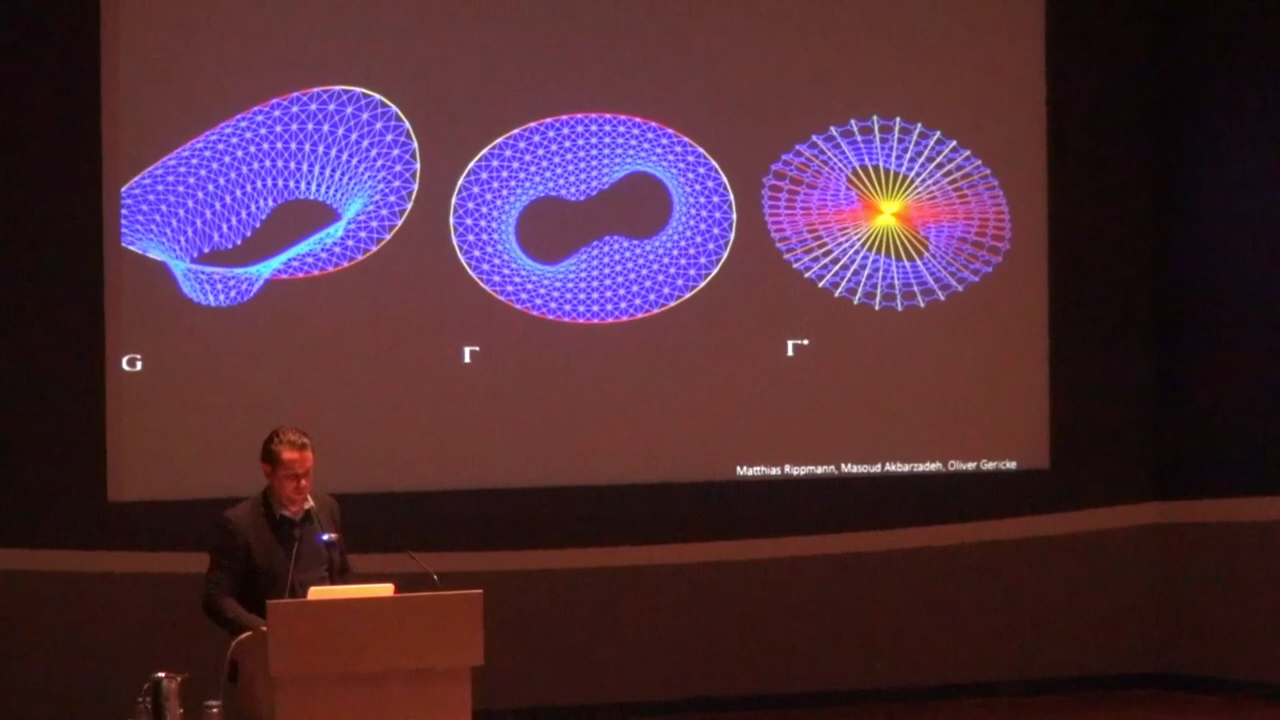 G
Γ
Γ*
Matthias Rippmann, Masoud Akbarzadeh, Oliver Gericke